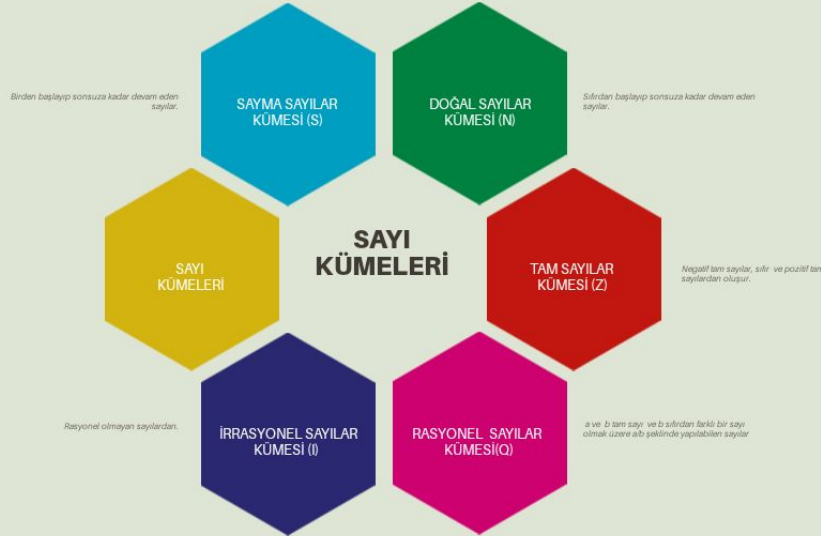 Birden başlayıp sonsuza kadar devam eden
sayılar.
SAYMA SAYILAR
KÜMESİ (S)
DOĞAL SAYILAR
KÜMESİ (N)
Sıfırdan başlayıp sonsuza kadar devam eden
sayılar.
SAYI
KÜMELERİ
SAYI
KÜMELERİ
TAM SAYILAR
KÜMESİ (Z)
Negatif tam sayılar, sıfır ve pozitif tam
sayılardan oluşur.
Rasyonel olmayan sayılardan.
İRRASYONEL SAYILAR
KÜMESİ (I)
RASYONEL SAYILAR
KÜMESİ(Q)
a ve b tam sayı ve b sıfırdan farklı bir sayı
olmak üzere a/b şeklinde yapılabilen sayılar